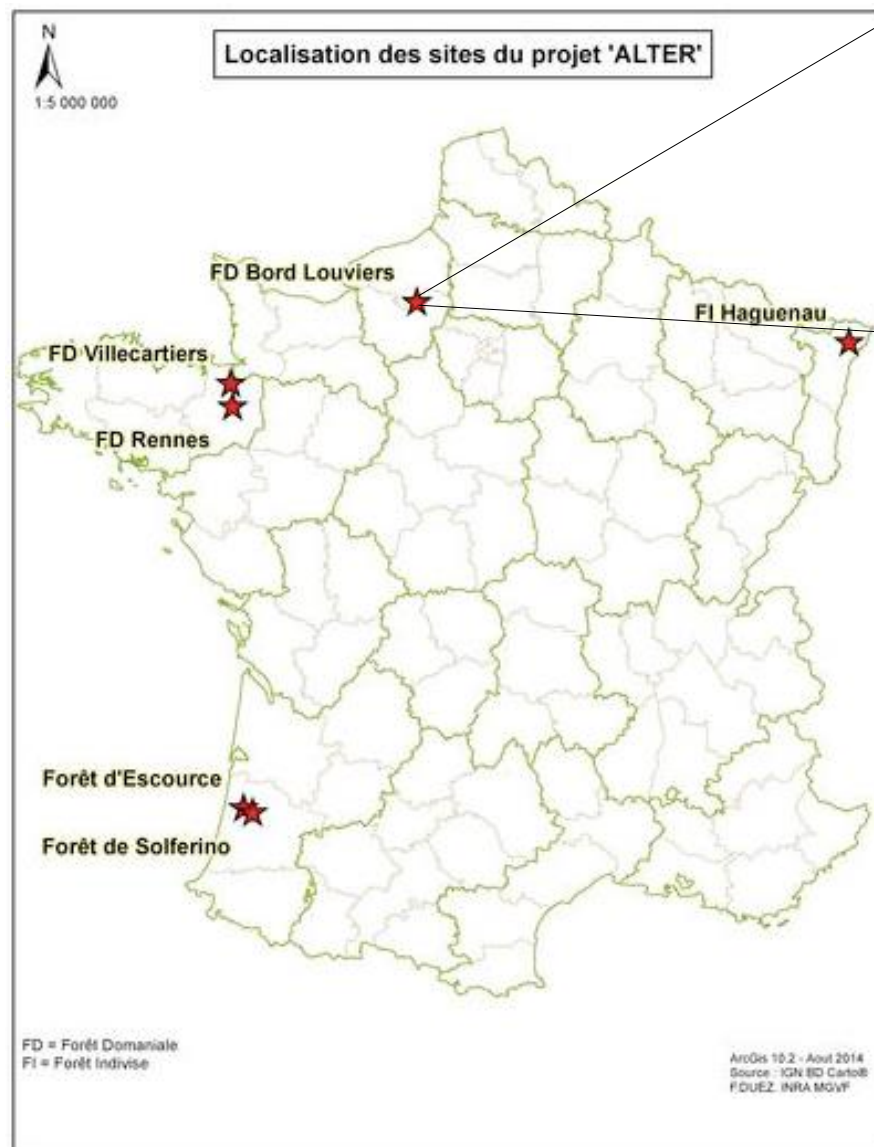 N
1:5 000 000
Localisation des sites du projet 'ALTER'
FD Bord Louviers
FI Haguenau
FD Villecartiers
FD Rennes
Forêt d'Escource
Forêt de Solferino
FD = Forêt Domaniale
FI = Forêt Indivise
ArcGis 10.2 - Aout 2014
Source : IGN BD Carto®
F.DUEZ. INRA MGVF